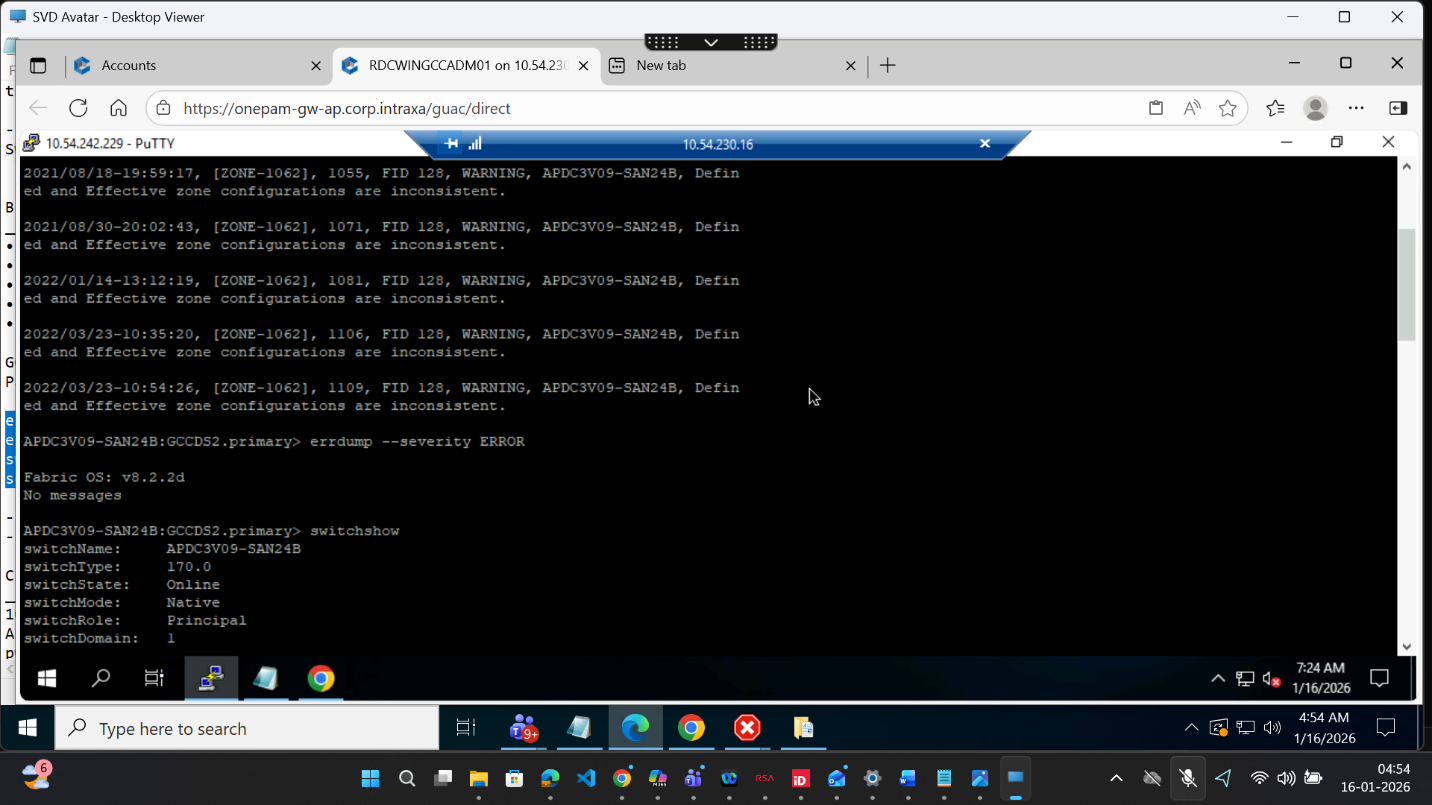 SVD Avatar - Desktop Viewer
Accounts
RDCWINGCCADM01 on 10.54.230
New tab
https://onepam-gw-ap.corp.intraxa/guac/direct
10.54.242.229 - PuTTY
10.54.230.16
2021/08/18-19:59:17, [ZONE-1062], 1055, FID 128, WARNING, APDC3V09-SAN24B, Defin
ed and Effective zone configurations are inconsistent.
2021/08/30-20:02:43, [ZONE-1062], 1071, FID 128, WARNING, APDC3V09-SAN24B, Defin
ed and Effective zone configurations are inconsistent.
2022/01/14-13:12:19, [ZONE-1062], 1081, FID 128, WARNING, APDC3V09-SAN24B, Defin
ed and Effective zone configurations are inconsistent.
2022/03/23-10:35:20, [ZONE-1062], 1106, FID 128, WARNING, APDC3V09-SAN24B, Defin
ed and Effective zone configurations are inconsistent.
2022/03/23-10:54:26, [ZONE-1062], 1109, FID 128, WARNING, APDC3V09-SAN24B, Defin
ed and Effective zone configurations are inconsistent.
APDC3V09-SAN24B:GCCDS2.primary> errdump --severity ERROR
Fabric OS: v8.2.2d
No messages
APDC3V09-SAN24B:GCCDS2.primary> switchshow
switchName: APDC3V09-SAN24B
switchType: 170.0
switchState: Online
switchMode: Native
switchRole: Principal
switchDomain: 1
7:24 AM
1/16/2026
Type here to search
9+
4:54 AM
1/16/2026
6
RSA
iD
04:54
16-01-2026